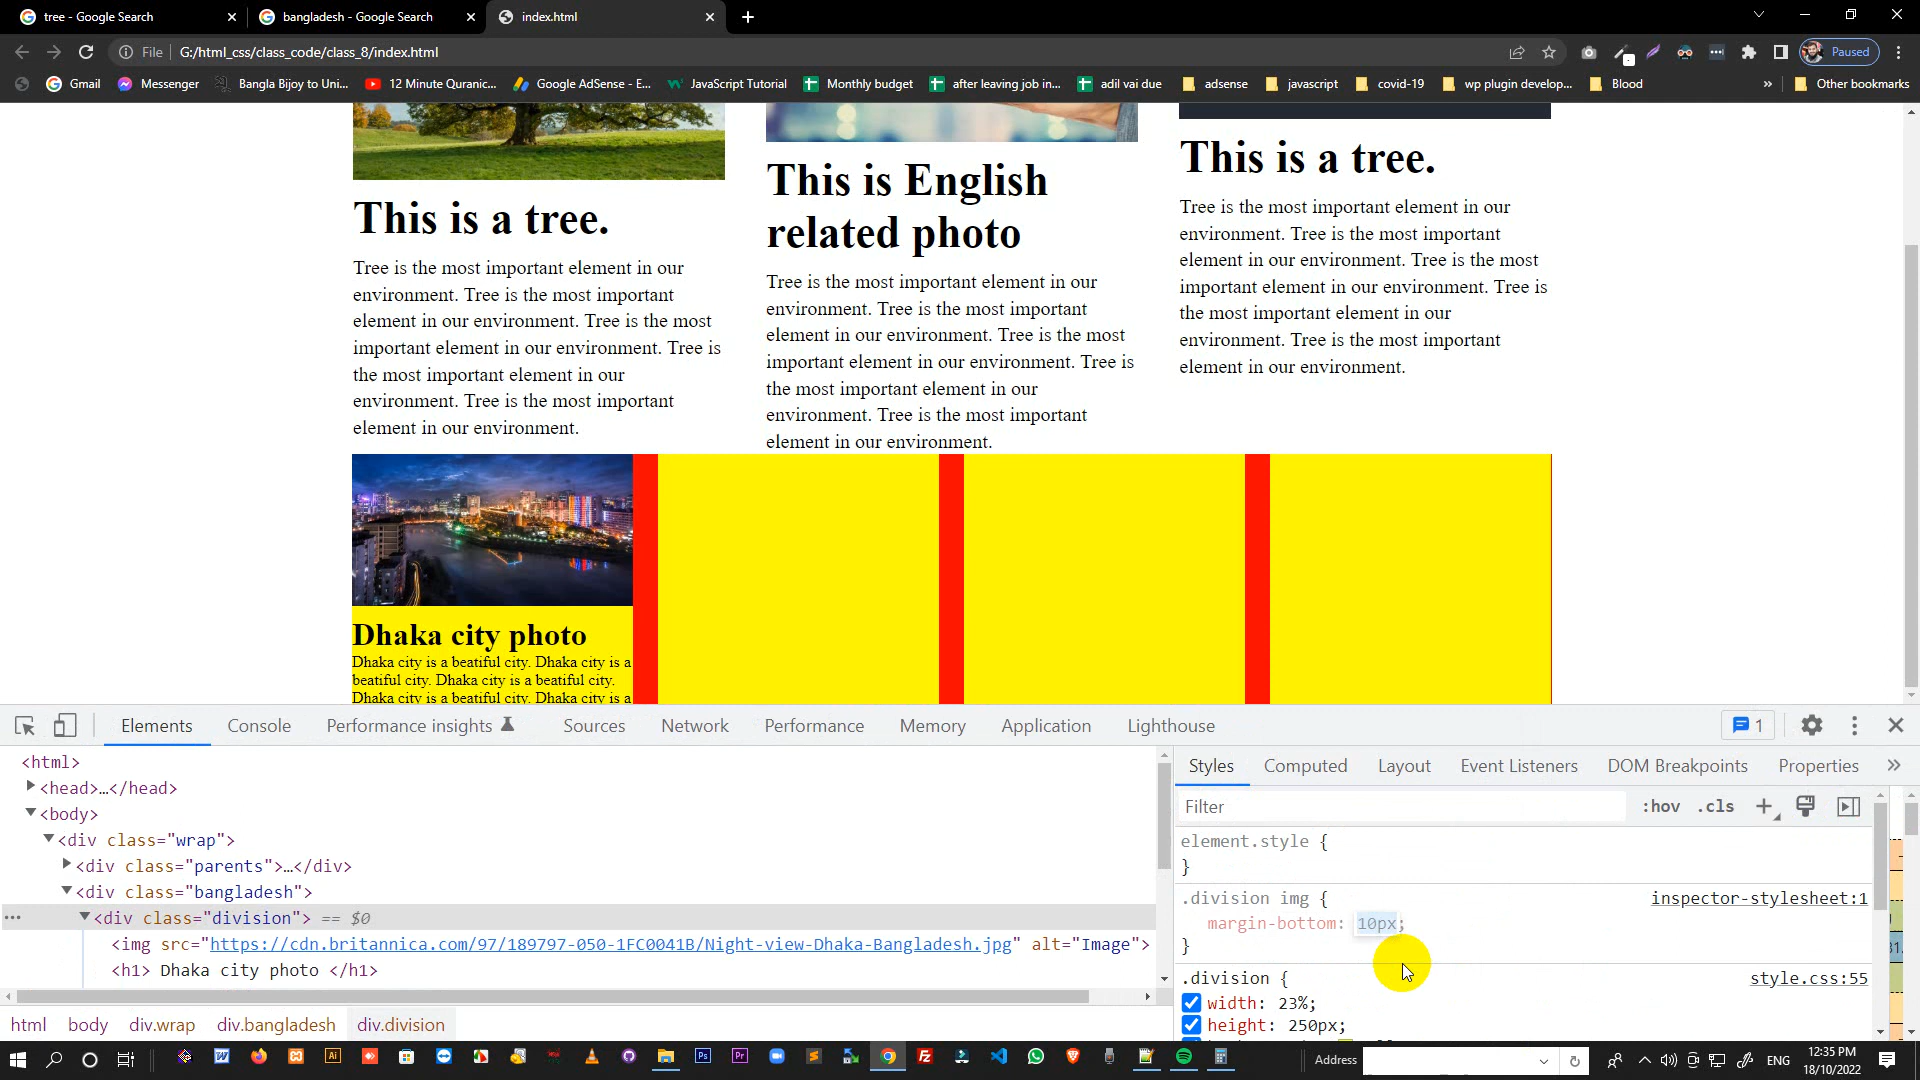 tree - Google Search
bangladesh - Google Search
index.html
File
G:/html_css/class_code/class_8/index.html
Paused
Gmail
Messenger
Bangla Bijoy to Uni...
12 Minute Quranic...
Google AdSense - E...
JavaScript Tutorial
Monthly budget
after leaving job in...
adil vai due
adsense
javascript
covid-19
wp plugin develop...
Blood
»
Other bookmarks
This is a tree.
Tree is the most important element in our
environment. Tree is the most important
element in our environment. Tree is the most
important element in our environment. Tree is
the most important element in our
environment. Tree is the most important
element in our environment.
This is English
related photo
Tree is the most important element in our
environment. Tree is the most important
element in our environment. Tree is the most
important element in our environment. Tree is
the most important element in our
environment. Tree is the most important
element in our environment.
This is a tree.
Tree is the most important element in our
environment. Tree is the most important
element in our environment. Tree is the most
important element in our environment. Tree is
the most important element in our
environment. Tree is the most important
element in our environment.
Dhaka city photo
Dhaka city is a beatiful city. Dhaka city is a
beatiful city. Dhaka city is a beatiful city.
Dhaka city is a beatiful city. Dhaka city is a
Elements
Console
Performance insights
Sources
Network
Performance
Memory
Application
Lighthouse
1
<html>
<head>…</head>
<body>
<div class="wrap">
<div class="parents">…</div>
<div class="bangladesh">
<div class="division"> == $0
<img src="https://cdn.britannica.com/97/189797-050-1FC0041B/Night-view-Dhaka-Bangladesh.jpg" alt="Image">
<h1> Dhaka city photo </h1>
html
body
div.wrap
div.bangladesh
div.division
Styles
Computed
Layout
Event Listeners
DOM Breakpoints
Properties
»
Filter
:hov
.cls
element.style {
}
.division img {
inspector-stylesheet:1
margin-bottom: 10px;
}
.division {
style.css:55
width: 23%;
height: 250px;
Address
ENG
12:35 PM
18/10/2022